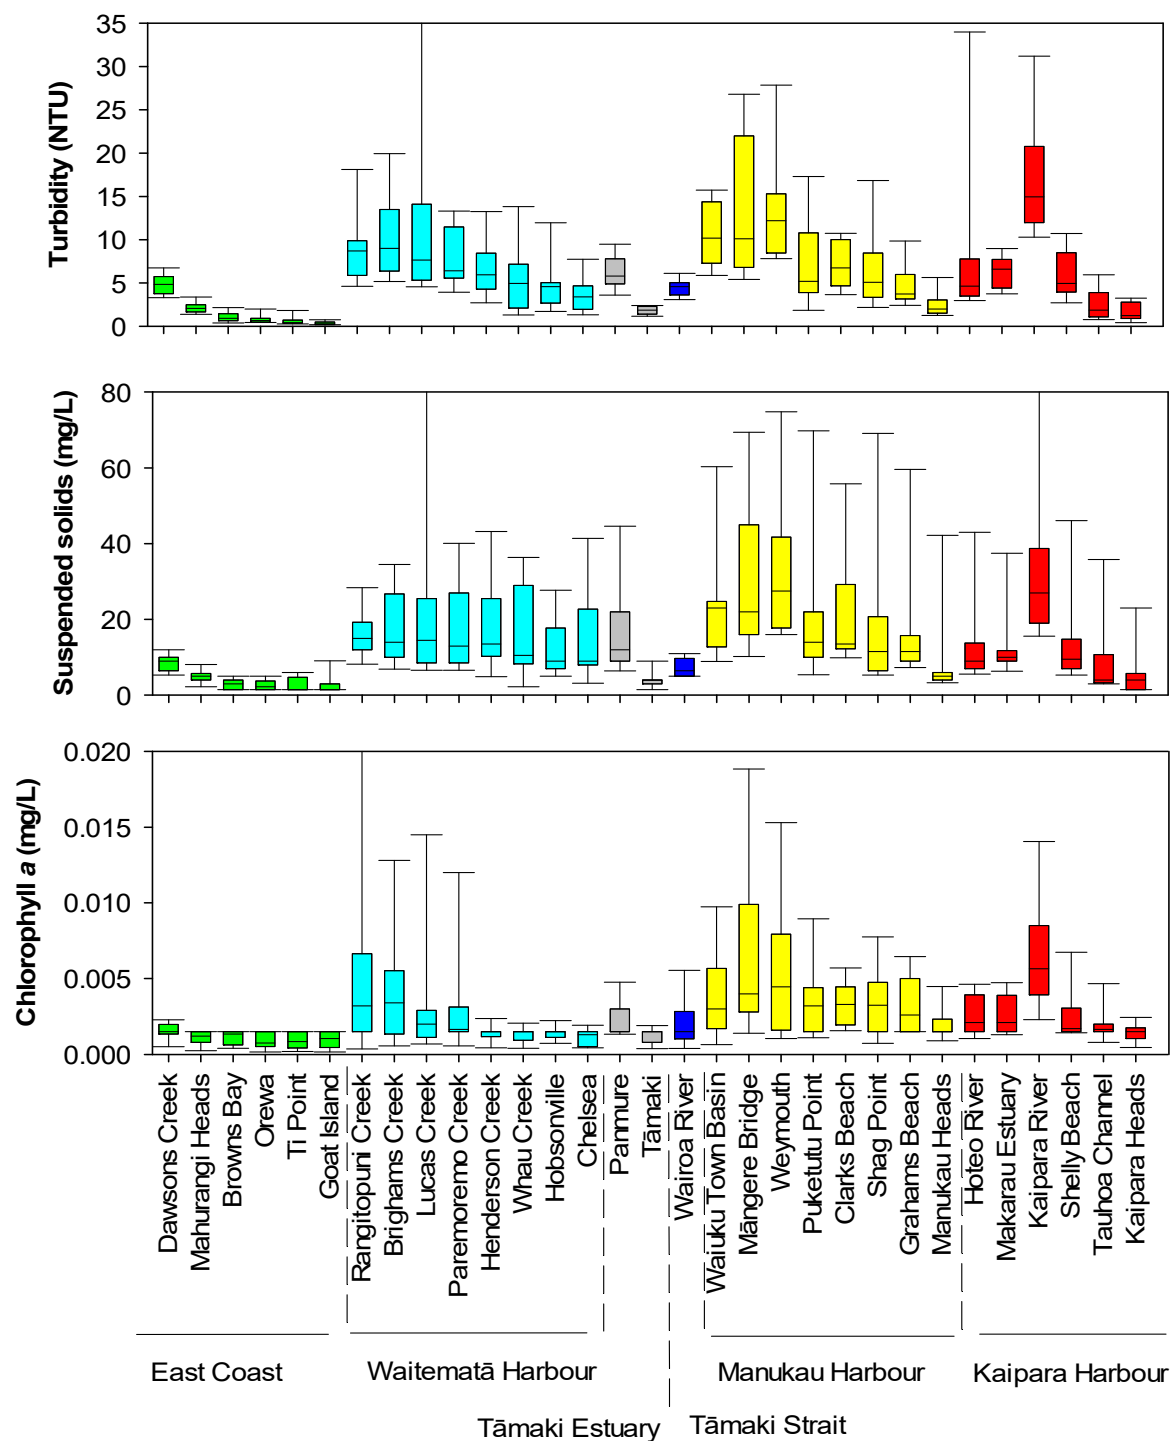 Turbidity (NTU)
35
30
25
20
15
10
5
0
Suspended solids (mg/L)
80
60
40
20
0
Chlorophyll a (mg/L)
0.020
0.015
0.010
0.005
0.000
Dawsons Creek
Mahurangi Heads
Browns Bay
Orewa
Ti Point
Goat Island
Rangitopuni Creek
Brighams Creek
Lucas Creek
Paremoremo Creek
Henderson Creek
Whau Creek
Hobsonville
Chelsea
Panmure
Tāmaki
Wairoa River
Waiuku Town Basin
Māngere Bridge
Weymouth
Puketutu Point
Clarks Beach
Shag Point
Grahams Beach
Manukau Heads
Hoteo River
Makarau Estuary
Kaipara River
Shelly Beach
Tauhoa Channel
Kaipara Heads
East Coast
Waitematā Harbour
Manukau Harbour
Kaipara Harbour
Tāmaki Estuary
Tāmaki Strait